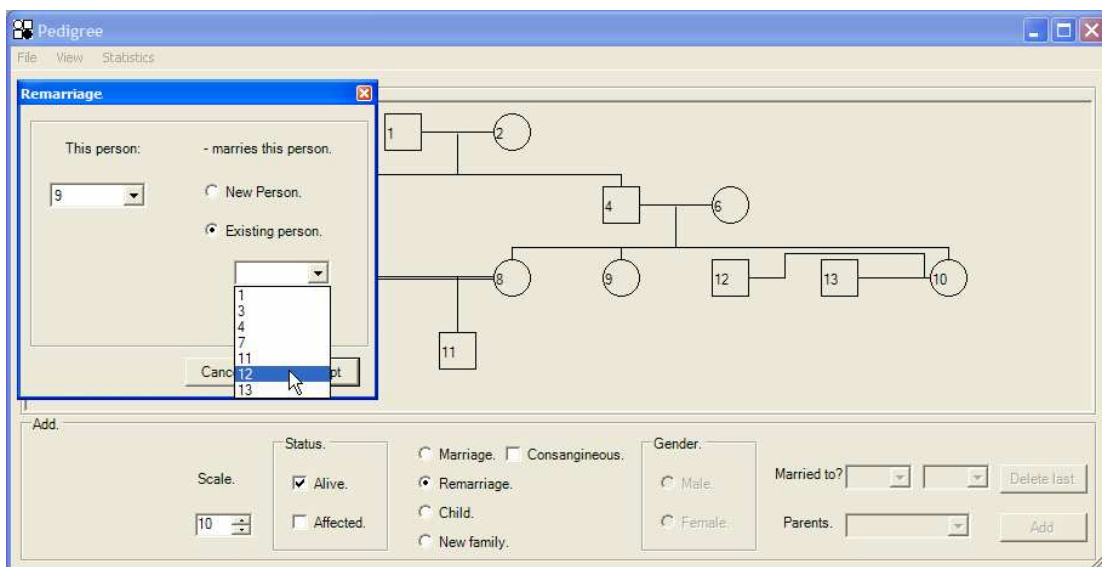 Pedigree
File View Statistics
Remarriage
This person:
- marries this person.
9
New Person.
Existing person.
1
3
4
7
11
12
13
1
2
4
6
8
9
12
13
10
11
Add.
Scale.
10
Status.
Alive.
Affected.
Marriage.
Consangineous.
Remarriage.
Child.
New family.
Gender.
Male.
Female.
Married to?
Delete last
Parents.
Add